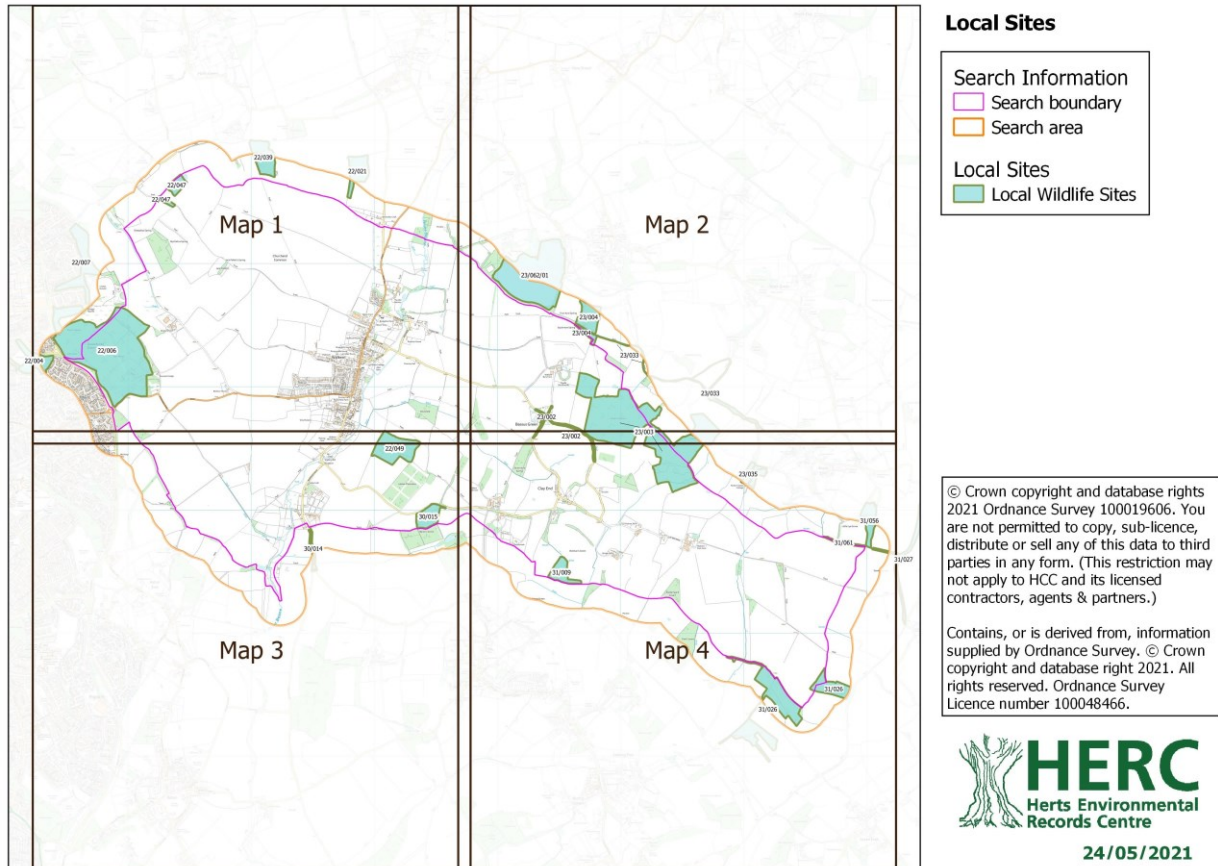 Local Sites
Search Information
Search boundary
Search area
Local Sites
Local Wildlife Sites
22/039
22/021
22/047
22/047
Map 1
Map 2
22/007
23/062/01
23/004
23/004
22/006
22/004
23/033
23/033
23/002
23/002
23/003
22/049
23/035
Clay End
30/015
31/056
31/061
31/027
30/014
31/009
Map 3
Map 4
31/026
31/026
© Crown copyright and database rights
2021 Ordnance Survey 100019606. You
are not permitted to copy, sub-licence,
distribute or sell any of this data to third
parties in any form. (This restriction may
not apply to HCC and its licensed
contractors, agents & partners.)
Contains, or is derived from, information
supplied by Ordnance Survey. © Crown
copyright and database right 2021. All
rights reserved. Ordnance Survey
Licence number 100048466.
HERC
Herts Environmental
Records Centre
24/05/2021